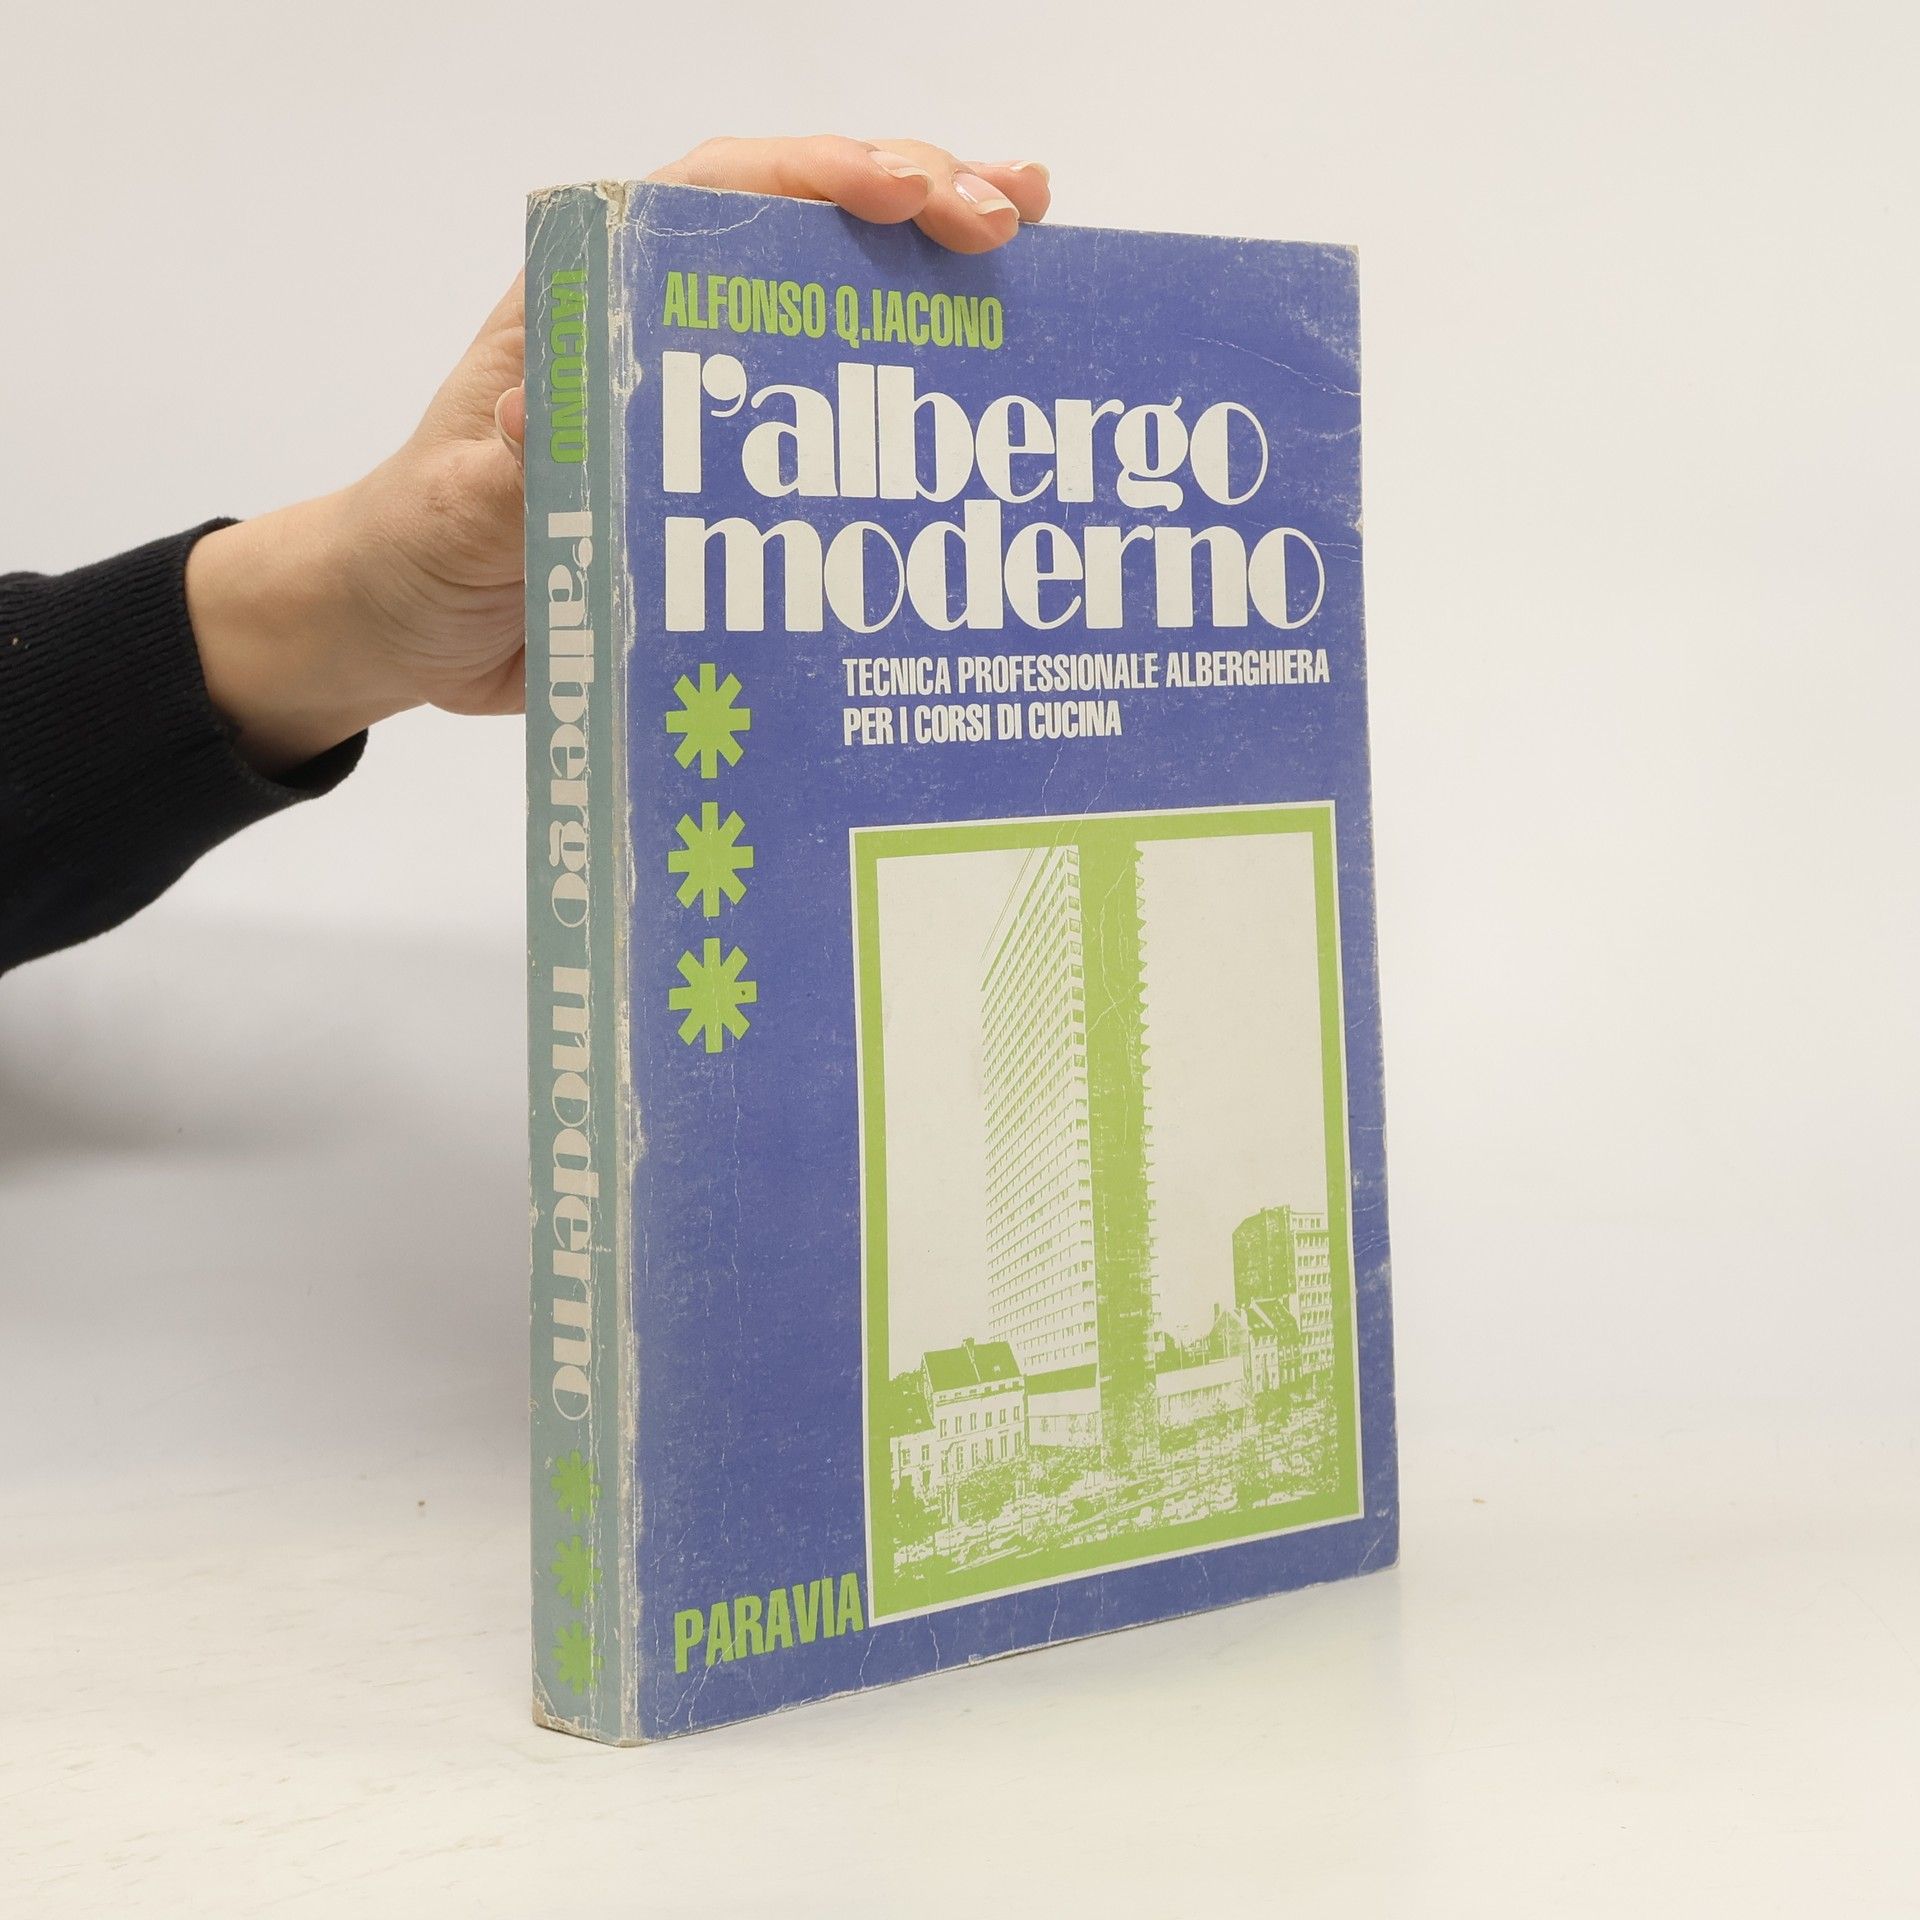 IACONO l'albergo moderno ***
ALFONSO Q. IACONO
l'albergo
moderno
***
TECNICA PROFESSIONALE ALBERGHIERA
PER I CORSI DI CUCINA
PARAVIA